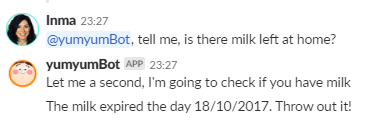 Inma 23:27
@yumyumBot, tell me, is there milk left at home?
yumyumBot APP 23:27
Let me a second, I'm going to check if you have milk
The milk expired the day 18/10/2017. Throw out it!